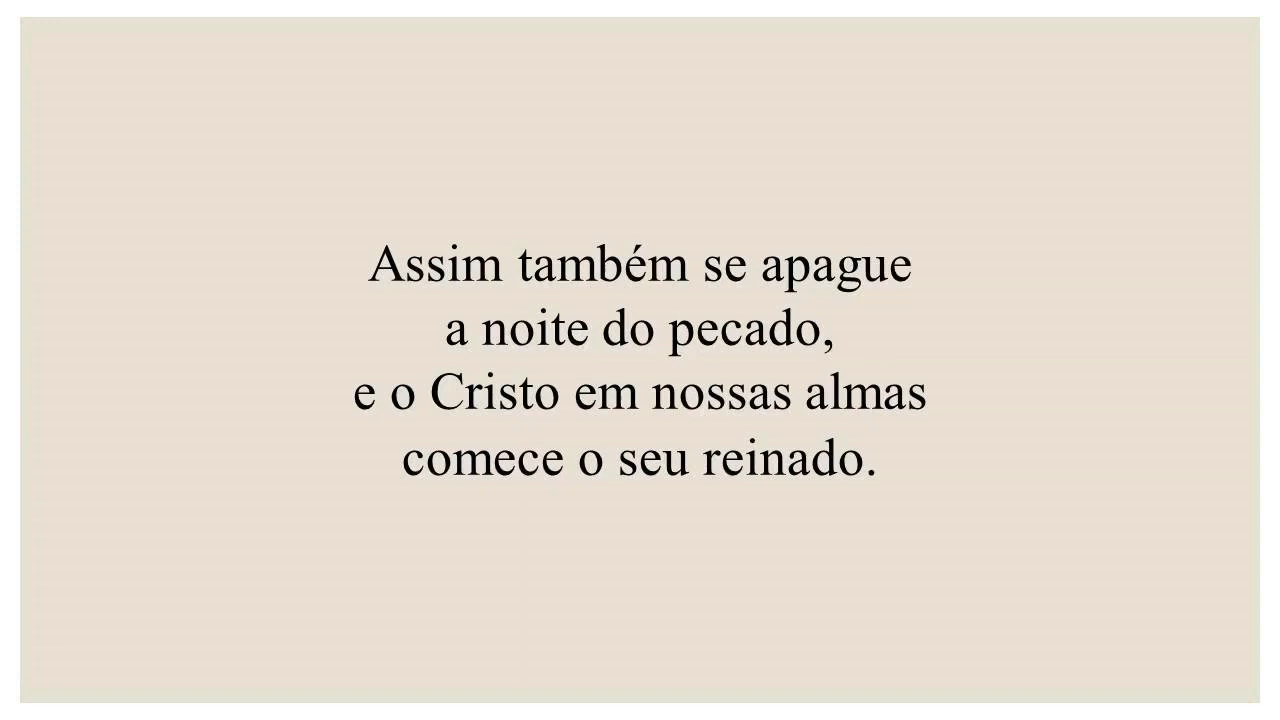 Assim também se apague
a noite do pecado,
e o Cristo em nossas almas
comece o seu reinado.